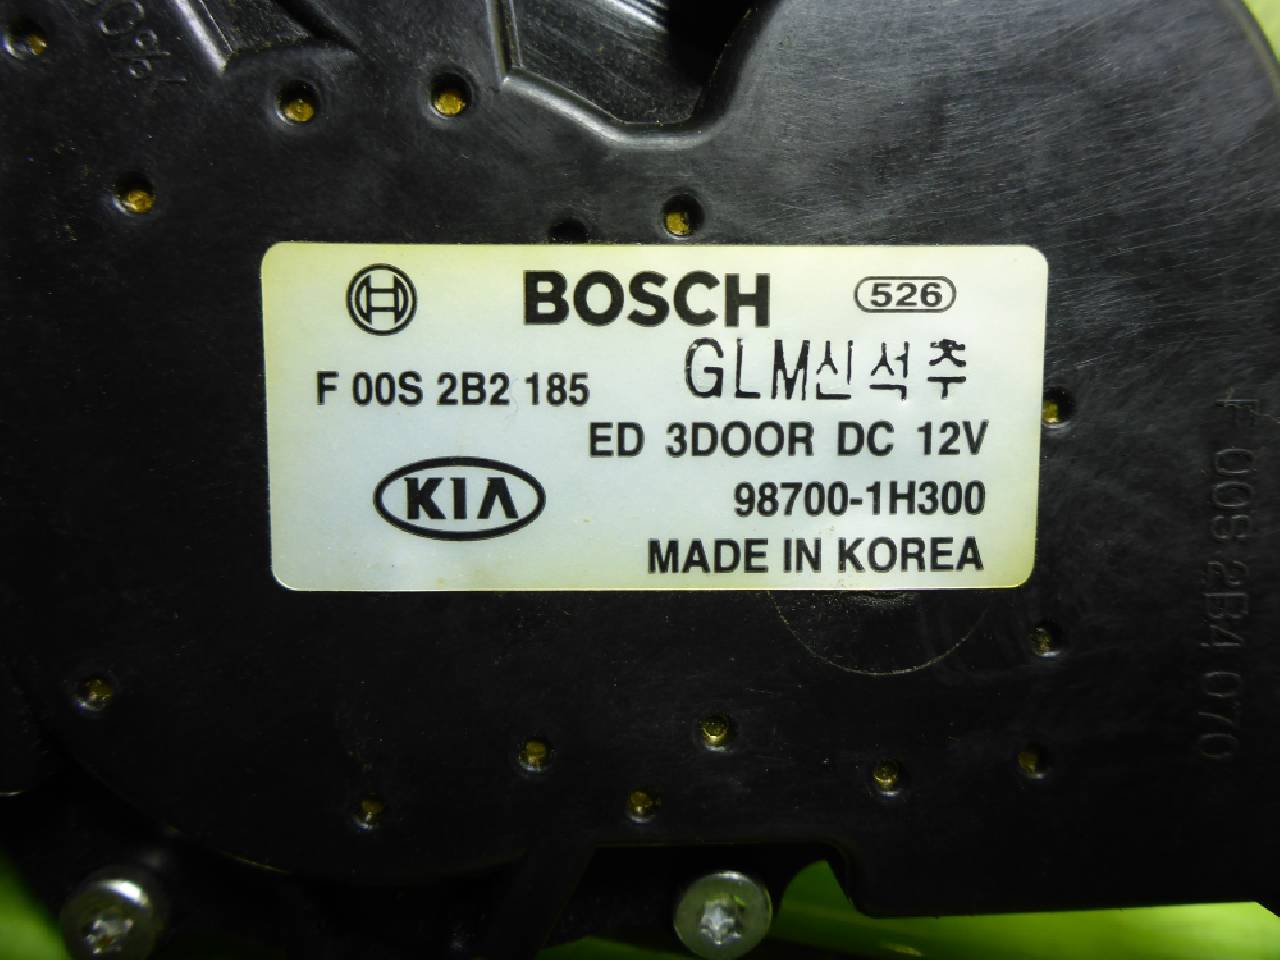 BOSCH 526
F 00S 2B2 185 GLM신석추
ED 3DOOR DC 12V
KIA 98700-1H300
MADE IN KOREA
F 00S 2B4 070